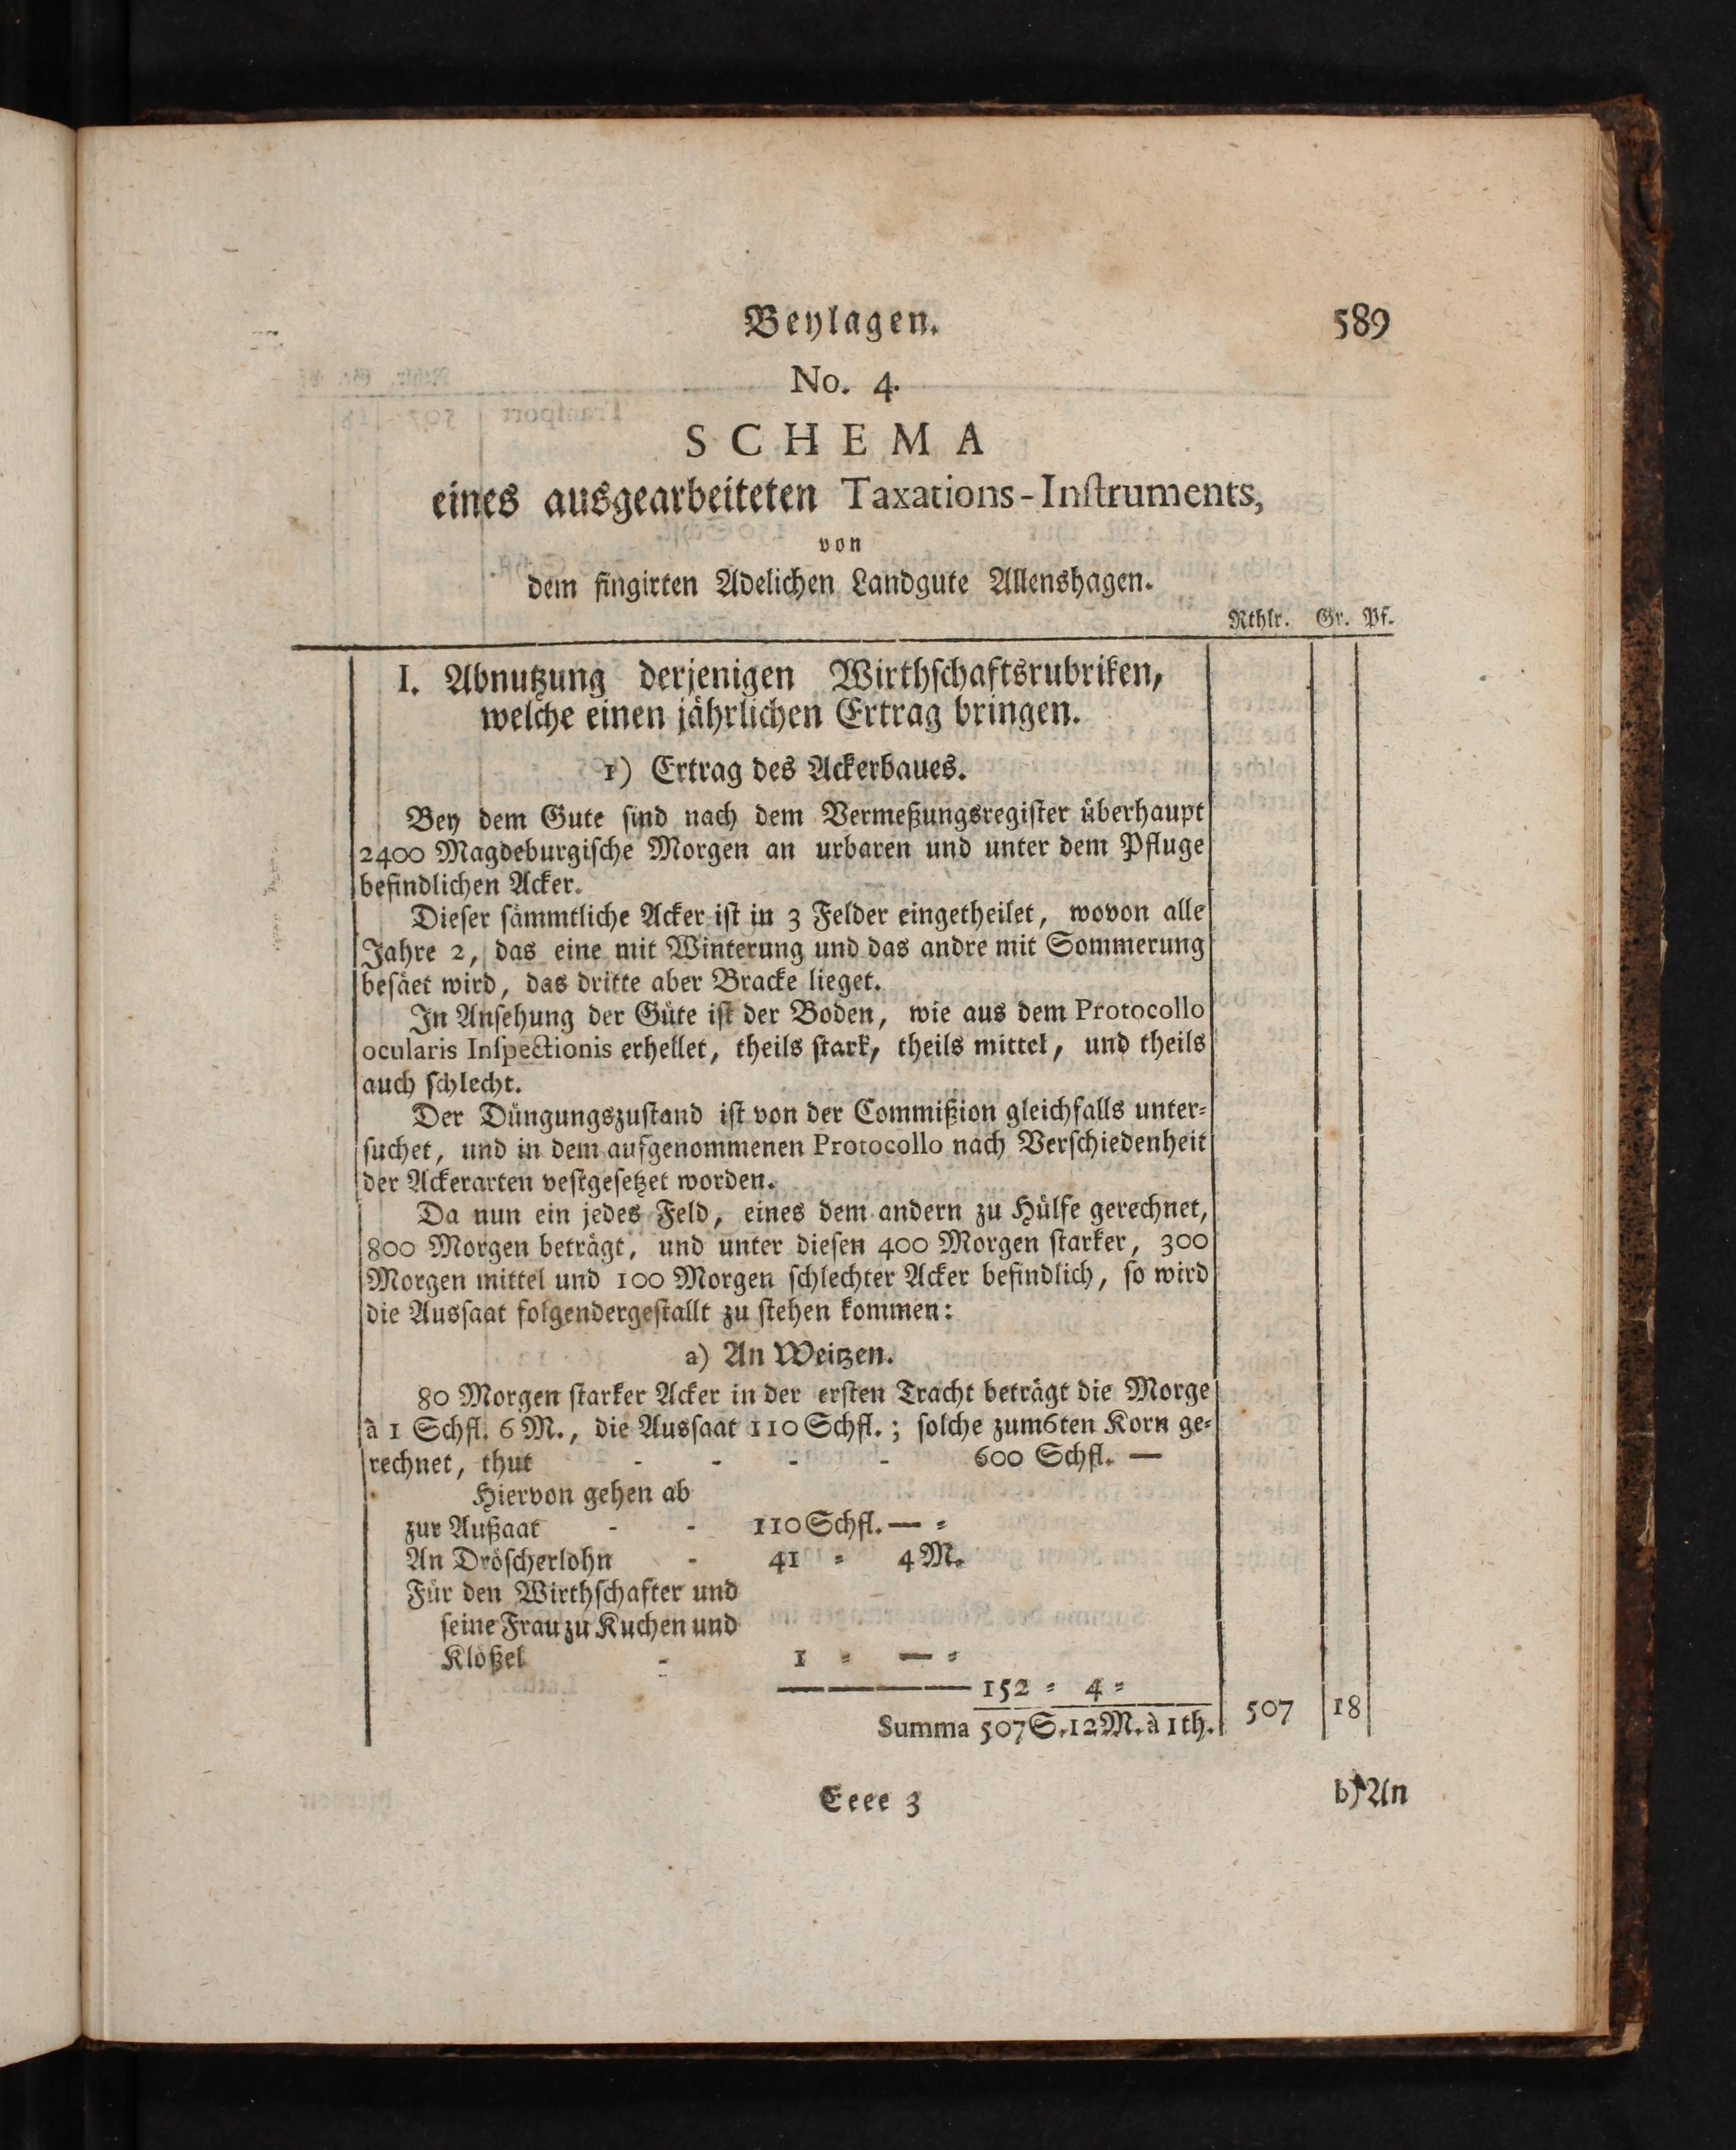 Beylagen. 589
No. 4.
SCHEMA
eines ausgearbeiteten Taxations-Inſtruments,
von
dem fingirten Adelichen Landgute Allenshagen.
Rthlr. Gr. Pf.
I. Abnutzung derjenigen Wirthſchaftsrubriken,
welche einen jährlichen Ertrag bringen.
1) Ertrag des Ackerbaues.
Bey dem Gute ſind nach dem Vermeßungsregiſter überhaupt
2400 Magdeburgiſche Morgen an urbaren und unter dem Pfluge
befindlichen Acker.
Dieſer ſämmtliche Acker iſt in 3 Felder eingetheilet, wovon alle
Jahre 2, das eine mit Winterung und das andre mit Sommerung
beſäet wird, das dritte aber Bracke lieget.
In Anſehung der Güte iſt der Boden, wie aus dem Protocollo
ocularis Inſpectionis erhellet, theils ſtark, theils mittel, und theils
auch ſchlecht.
Der Düngungszuſtand iſt von der Commißion gleichfalls unter-
ſuchet, und in dem aufgenommenen Protocollo nach Verſchiedenheit
der Ackerarten veſtgeſetzet worden.
Da nun ein jedes Feld, eines dem andern zu Hülfe gerechnet,
800 Morgen beträgt, und unter dieſen 400 Morgen ſtarker, 300
Morgen mittel und 100 Morgen ſchlechter Acker befindlich, ſo wird
die Ausſaat folgendergeſtallt zu ſtehen kommen:
a) An Weitzen.
80 Morgen ſtarker Acker in der erſten Tracht beträgt die Morge
à 1 Schfl. 6 M., die Ausſaat 110 Schfl.; ſolche zum 6ten Korn ge-
rechnet, thut - - - - 600 Schfl. —
Hiervon gehen ab
zur Außaat - - 110 Schfl. — =
An Dröſcherlohn - 41 = 4 M.
Für den Wirthſchafter und
ſeine Frau zu Kuchen und
Klößel - 1 = — =
152 = 4 =
Summa 507 S. 12 M. à 1 th. 507 18
Eeee 3 b) An